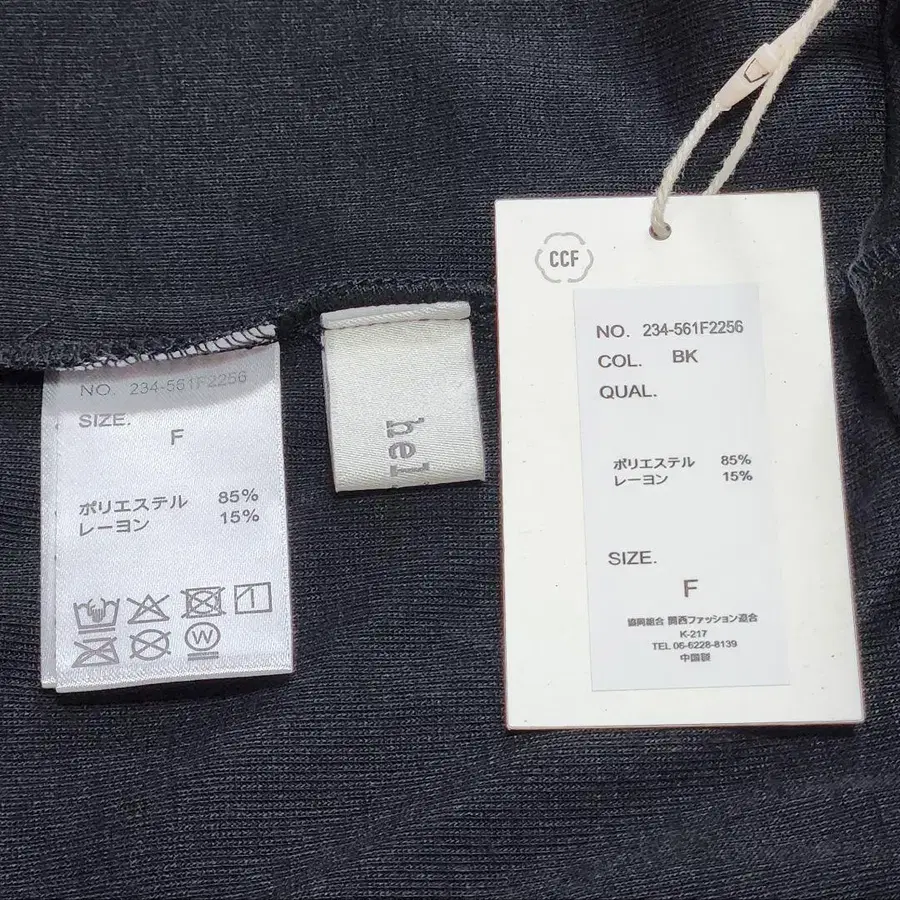 NO. 234-561F2256
SIZE.
F
ポリエステル 85%
レーヨン 15%
1
W
hel
CCF
NO. 234-561F2256
COL. BK
QUAL.
ポリエステル 85%
レーヨン 15%
SIZE.
F
協同組合 関西ファッション連合
K-217
TEL 06-6228-8139
中国製